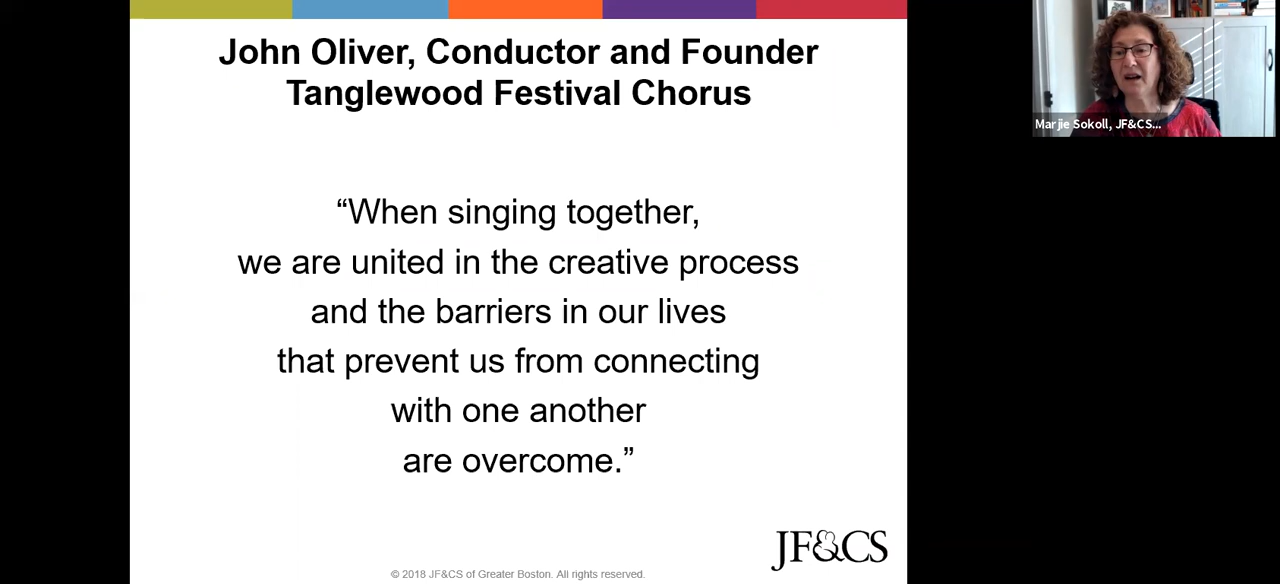 John Oliver, Conductor and Founder
Tanglewood Festival Chorus
“When singing together,
we are united in the creative process
and the barriers in our lives
that prevent us from connecting
with one another
are overcome.”
JF&CS
© 2018 JF&CS of Greater Boston. All rights reserved.
Marjie Sokoll, JF&CS...